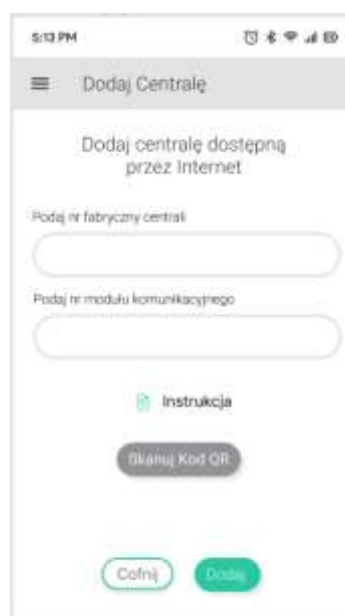 5:13 PM
Dodaj Centralę
Dodaj centralę dostępną
przez Internet
Podaj nr fabryczny centrali
Podaj nr modułu komunikacyjnego
Instrukcja
Skanuj Kod QR
Cofnij
Dodaj